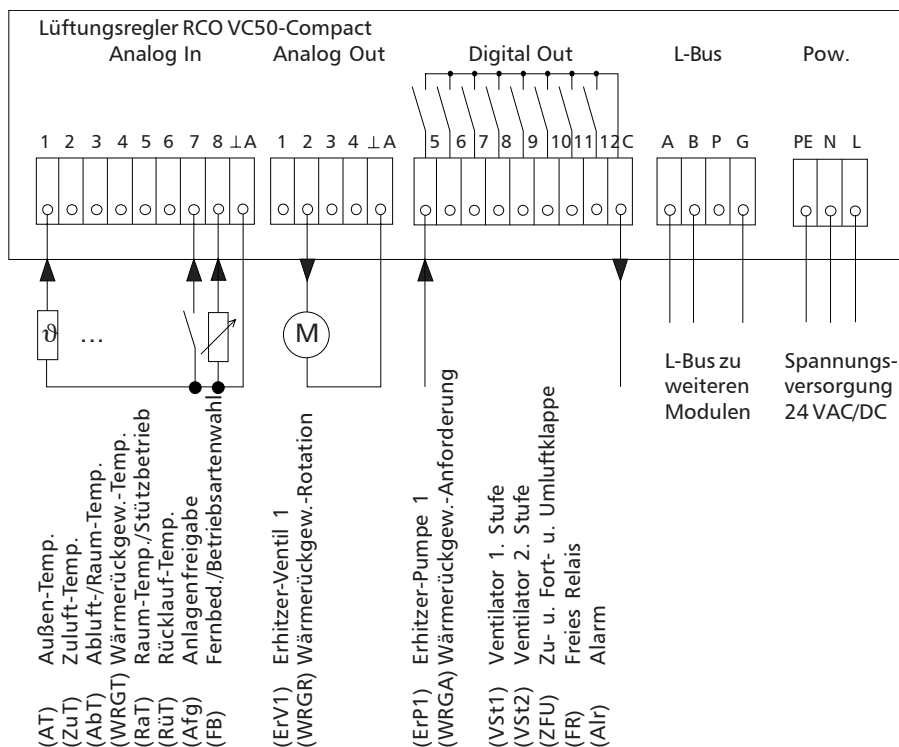 Lüftungsregler RCO VC50-Compact
Analog In
Analog Out
Digital Out
L-Bus
Pow.
1 2 3 4 5 6 7 8 ⊥ A
1 2 3 4 ⊥ A
5 6 7 8 9 10 11 12 C
A B P G
PE N L
ϑ
...
M
L-Bus zu
weiteren
Modulen
Spannungs-
versorgung
24 VAC/DC
(AT) Außen-Temp.
(ZuT) Zuluft-Temp.
(AbT) Abluft-/Raum-Temp.
(WRGT) Wärmerückgew.-Temp.
(RaT) Raum-Temp./Stützbetrieb
(RüT) Rücklauf-Temp.
(Afg) Anlagenfreigabe
(FB) Fernbed./Betriebsartenwahl
(ErV1) Erhitzer-Ventil 1
(WRGR) Wärmerückgew.-Rotation
(ErP1) Erhitzer-Pumpe 1
(WRGA) Wärmerückgew.-Anforderung
(VSt1) Ventilator 1. Stufe
(VSt2) Ventilator 2. Stufe
(ZFU) Zu- u. Fort- u. Umluftklappe
(FR) Freies Relais
(Alr) Alarm